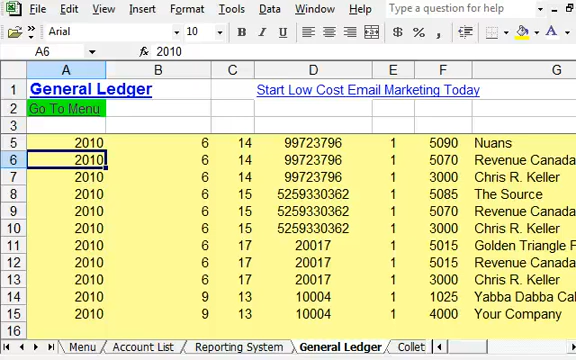 File Edit View Insert Format Tools Data Window Help Type a question for help
Arial 10 B I U $ %
A6 fx 2010
A B C D E F G
1 General Ledger Start Low Cost Email Marketing Today
2 Go To Menu
3
5 2010 6 14 99723796 1 5090 Nuans
6 2010 6 14 99723796 1 5070 Revenue Canada
7 2010 6 14 99723796 1 3000 Chris R. Keller
8 2010 6 15 5259330362 1 5085 The Source
9 2010 6 15 5259330362 1 5070 Revenue Canada
10 2010 6 15 5259330362 1 3000 Chris R. Keller
11 2010 6 17 20017 1 5015 Golden Triangle F
12 2010 6 17 20017 1 5015 Revenue Canada
13 2010 6 17 20017 1 3000 Chris R. Keller
14 2010 9 13 10004 1 1025 Yabba Dabba Cal
15 2010 9 13 10004 1 4000 Your Company
16
Menu Account List Reporting System General Ledger Collet